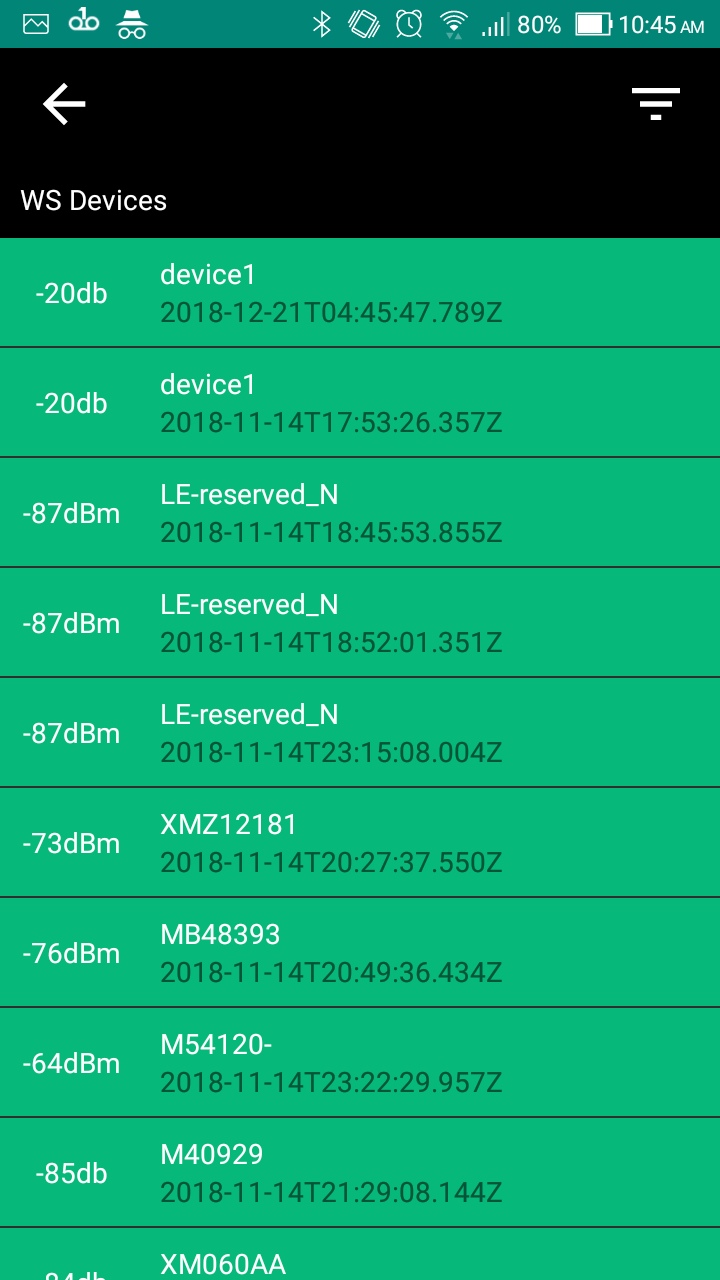 80% 10:45 AM
WS Devices
-20db
device1
2018-12-21T04:45:47.789Z
-20db
device1
2018-11-14T17:53:26.357Z
-87dBm
LE-reserved_N
2018-11-14T18:45:53.855Z
-87dBm
LE-reserved_N
2018-11-14T18:52:01.351Z
-87dBm
LE-reserved_N
2018-11-14T23:15:08.004Z
-73dBm
XMZ12181
2018-11-14T20:27:37.550Z
-76dBm
MB48393
2018-11-14T20:49:36.434Z
-64dBm
M54120-
2018-11-14T23:22:29.957Z
-85db
M40929
2018-11-14T21:29:08.144Z
XM060AA